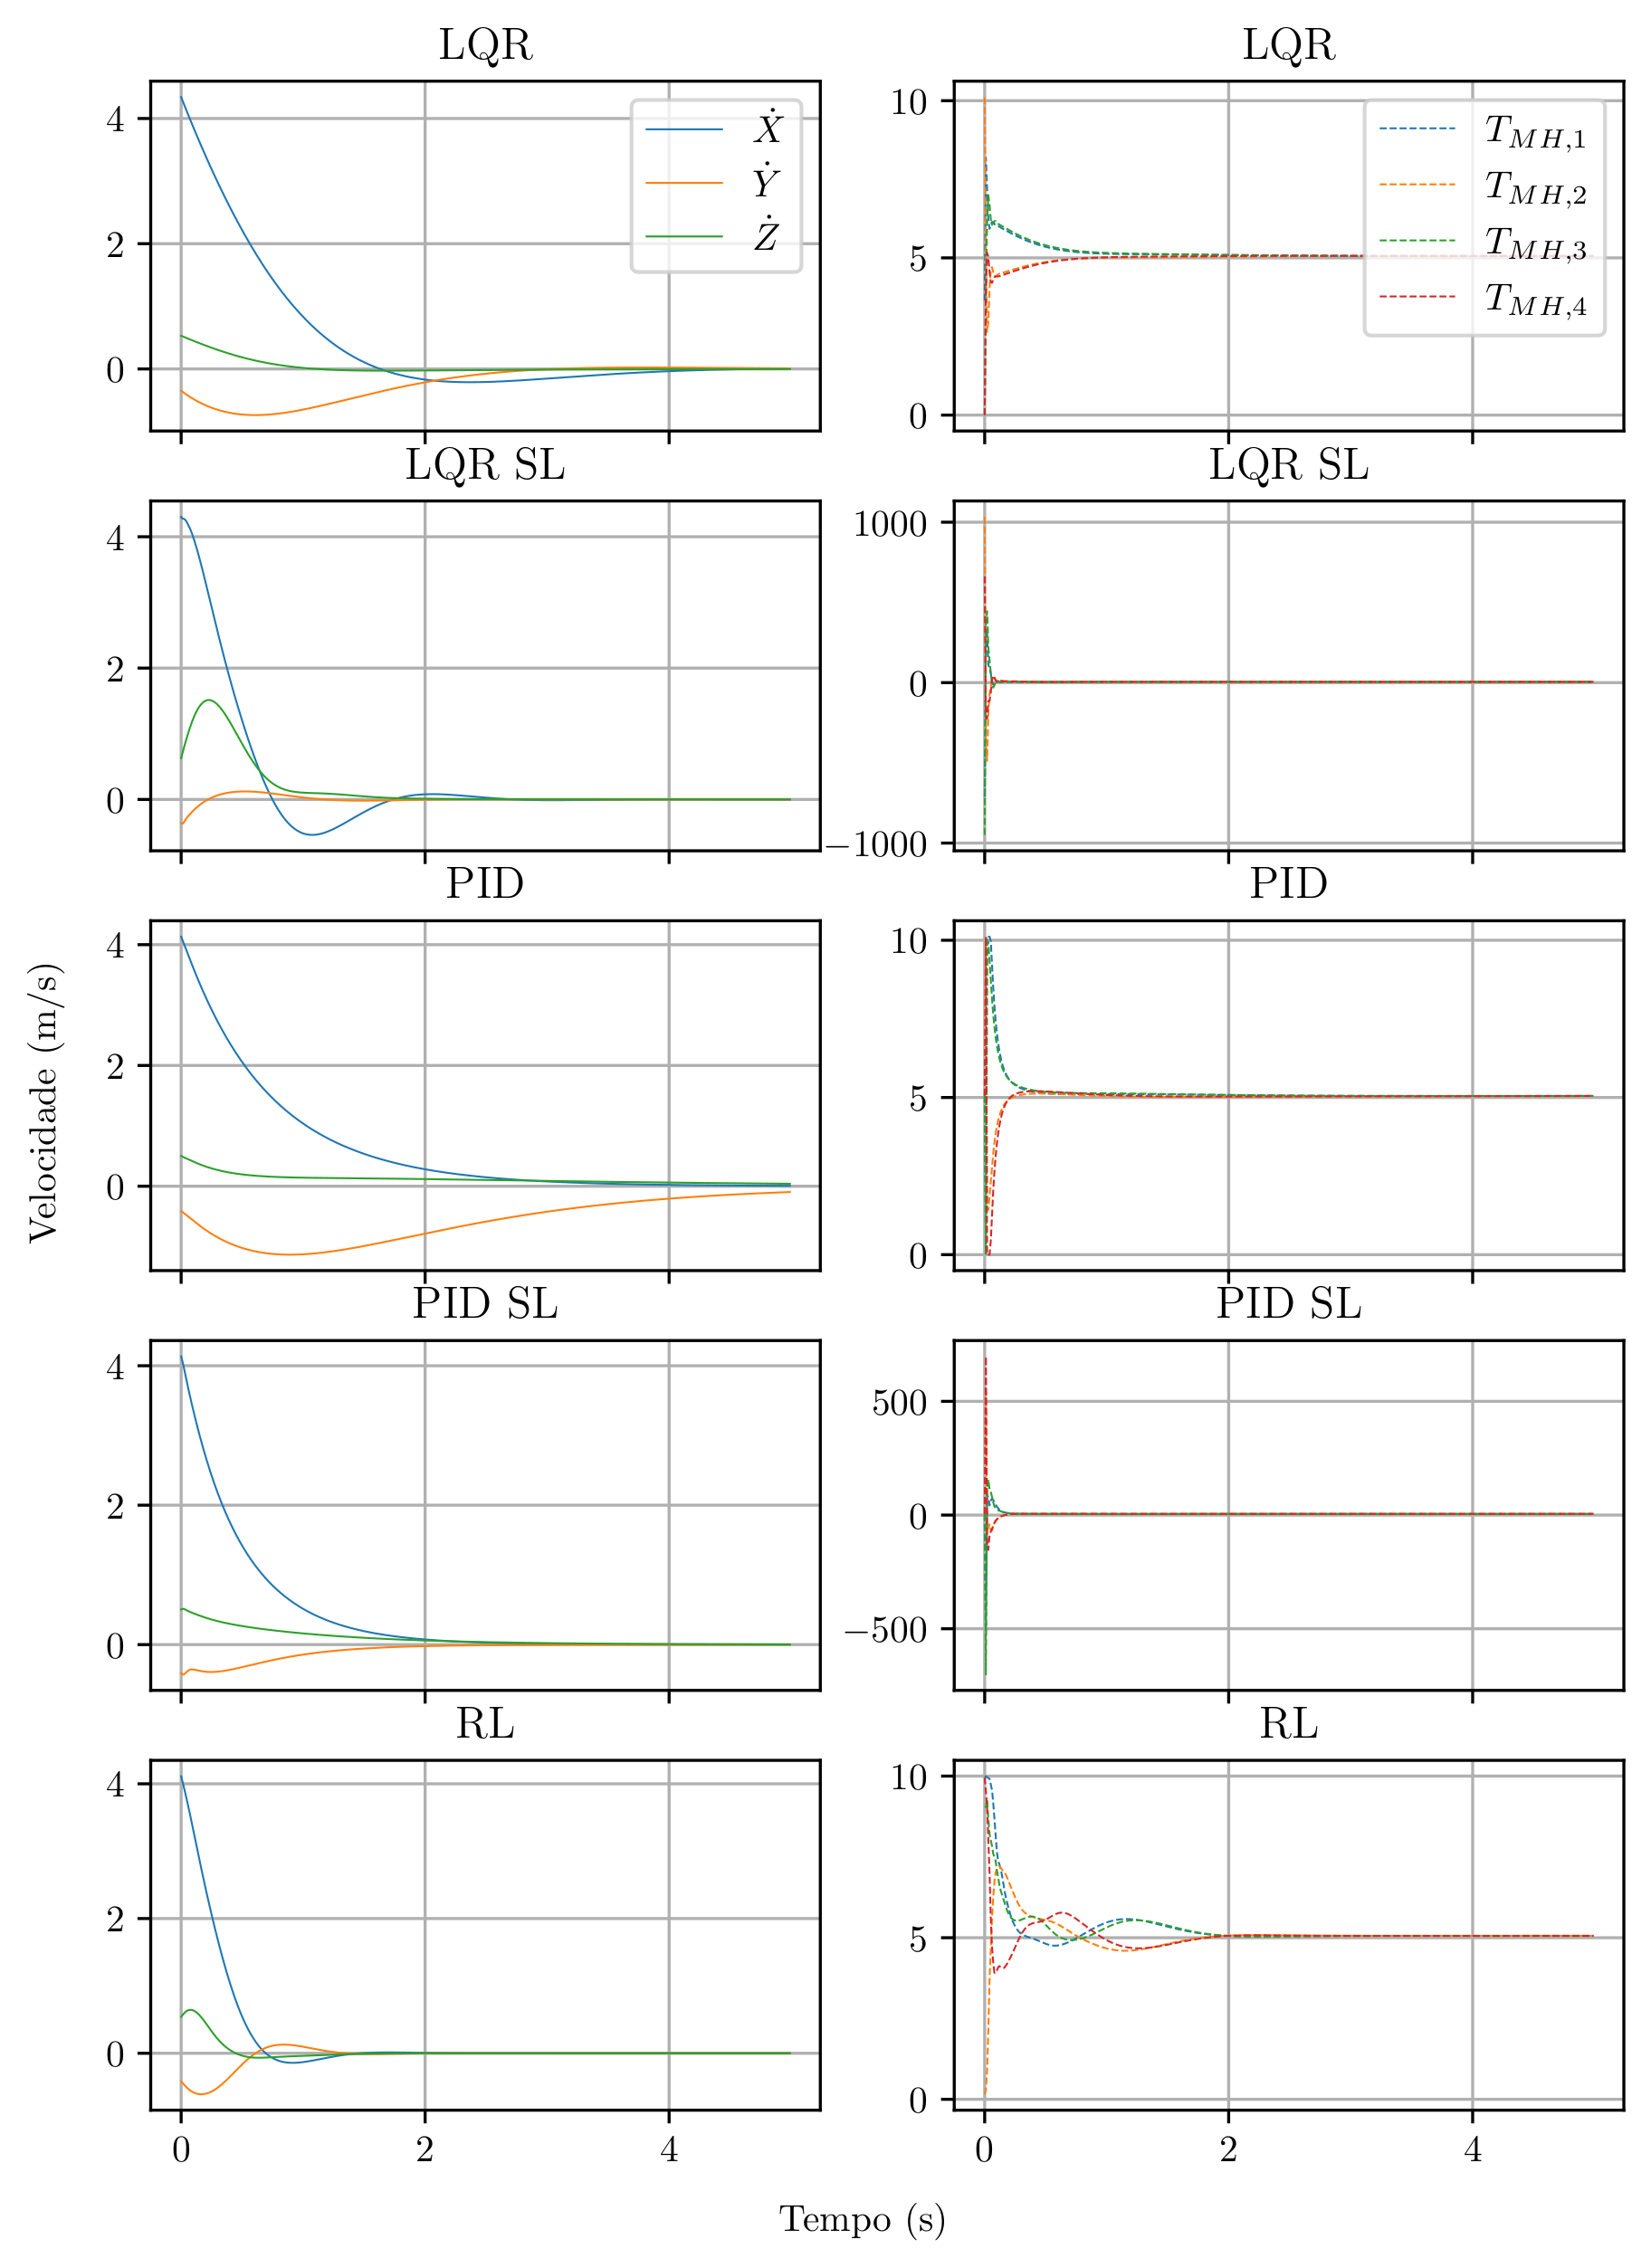 LQR
LQR
4
2
0
Ẋ
Ẏ
Ż
10
5
0
T_{MH,1}
T_{MH,2}
T_{MH,3}
T_{MH,4}
LQR SL
LQR SL
4
2
0
1000
0
−1000
PID
PID
4
2
0
10
5
0
PID SL
PID SL
4
2
0
500
0
−500
RL
RL
4
2
0
10
5
0
0 2 4
0 2 4
Velocidade (m/s)
Tempo (s)